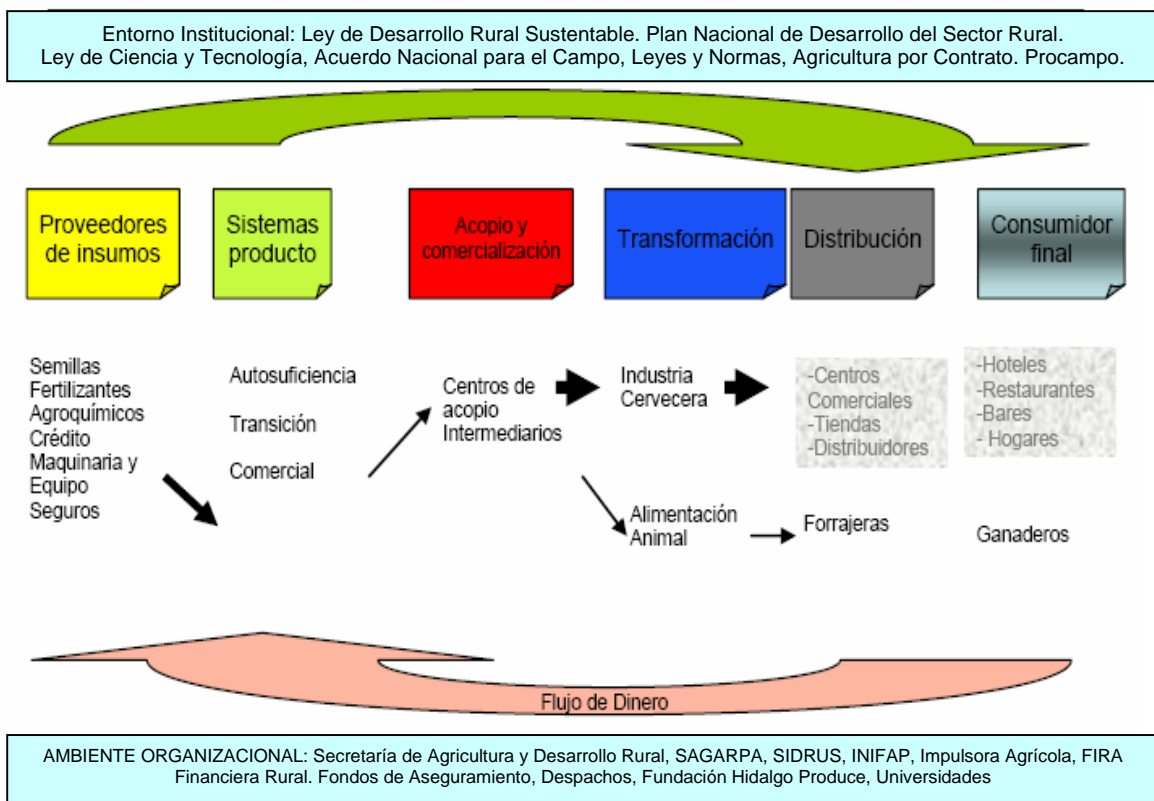 Entorno Institucional: Ley de Desarrollo Rural Sustentable. Plan Nacional de Desarrollo del Sector Rural.
Ley de Ciencia y Tecnología, Acuerdo Nacional para el Campo, Leyes y Normas, Agricultura por Contrato. Procampo.
Proveedores
de insumos
Sistemas
producto
Acopio y
comercialización
Transformación
Distribución
Consumidor
final
Semillas
Fertilizantes
Agroquímicos
Crédito
Maquinaria y
Equipo
Seguros
Autosuficiencia
Transición
Comercial
Centros de
acopio
Intermediarios
Industria
Cervecera
Alimentación
Animal
-Centros
Comerciales
-Tiendas
-Distribuidores
Forrajeras
-Hoteles
-Restaurantes
-Bares
- Hogares
Ganaderos
Flujo de Dinero
AMBIENTE ORGANIZACIONAL: Secretaría de Agricultura y Desarrollo Rural, SAGARPA, SIDRUS, INIFAP, Impulsora Agrícola, FIRA
Financiera Rural. Fondos de Aseguramiento, Despachos, Fundación Hidalgo Produce, Universidades